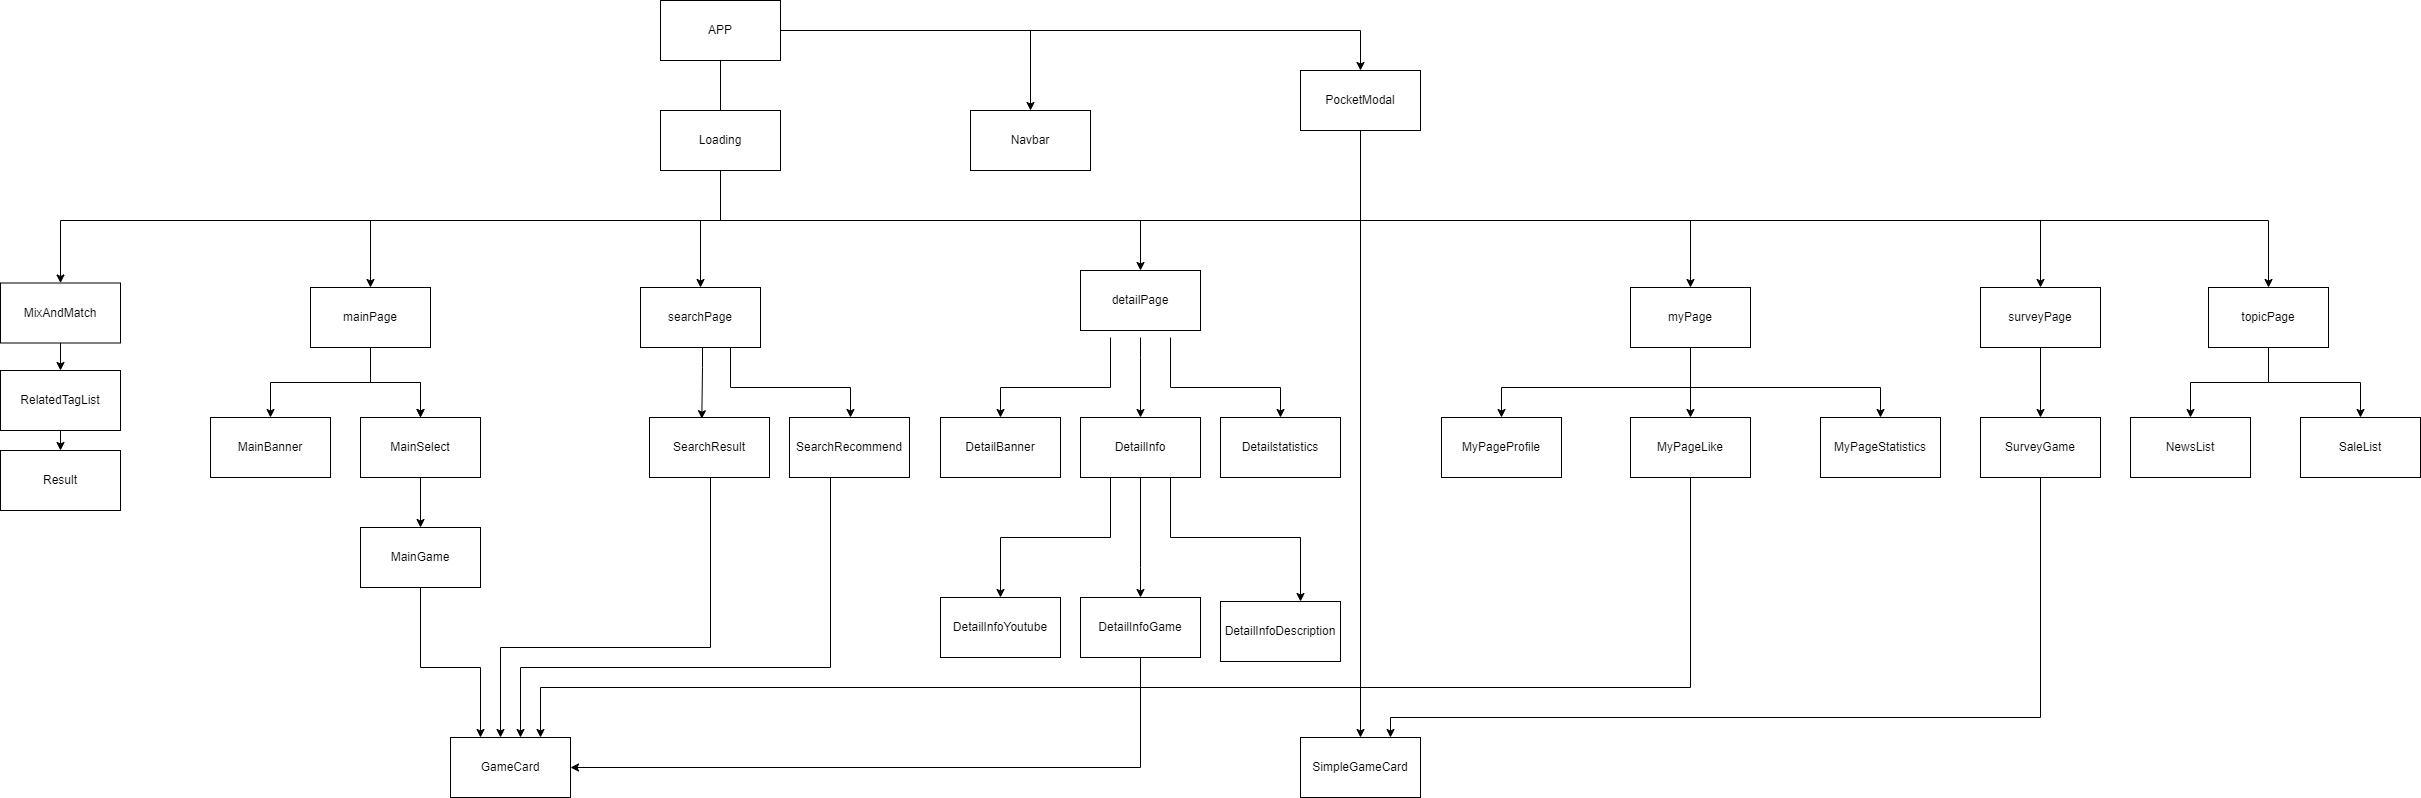 APP
PocketModal
Loading
Navbar
detailPage
MixAndMatch
mainPage
searchPage
myPage
surveyPage
topicPage
RelatedTagList
MainBanner
MainSelect
SearchResult
SearchRecommend
DetailBanner
DetailInfo
Detailstatistics
MyPageProfile
MyPageLike
MyPageStatistics
SurveyGame
NewsList
SaleList
Result
MainGame
DetailInfoYoutube
DetailInfoGame
DetailInfoDescription
GameCard
SimpleGameCard